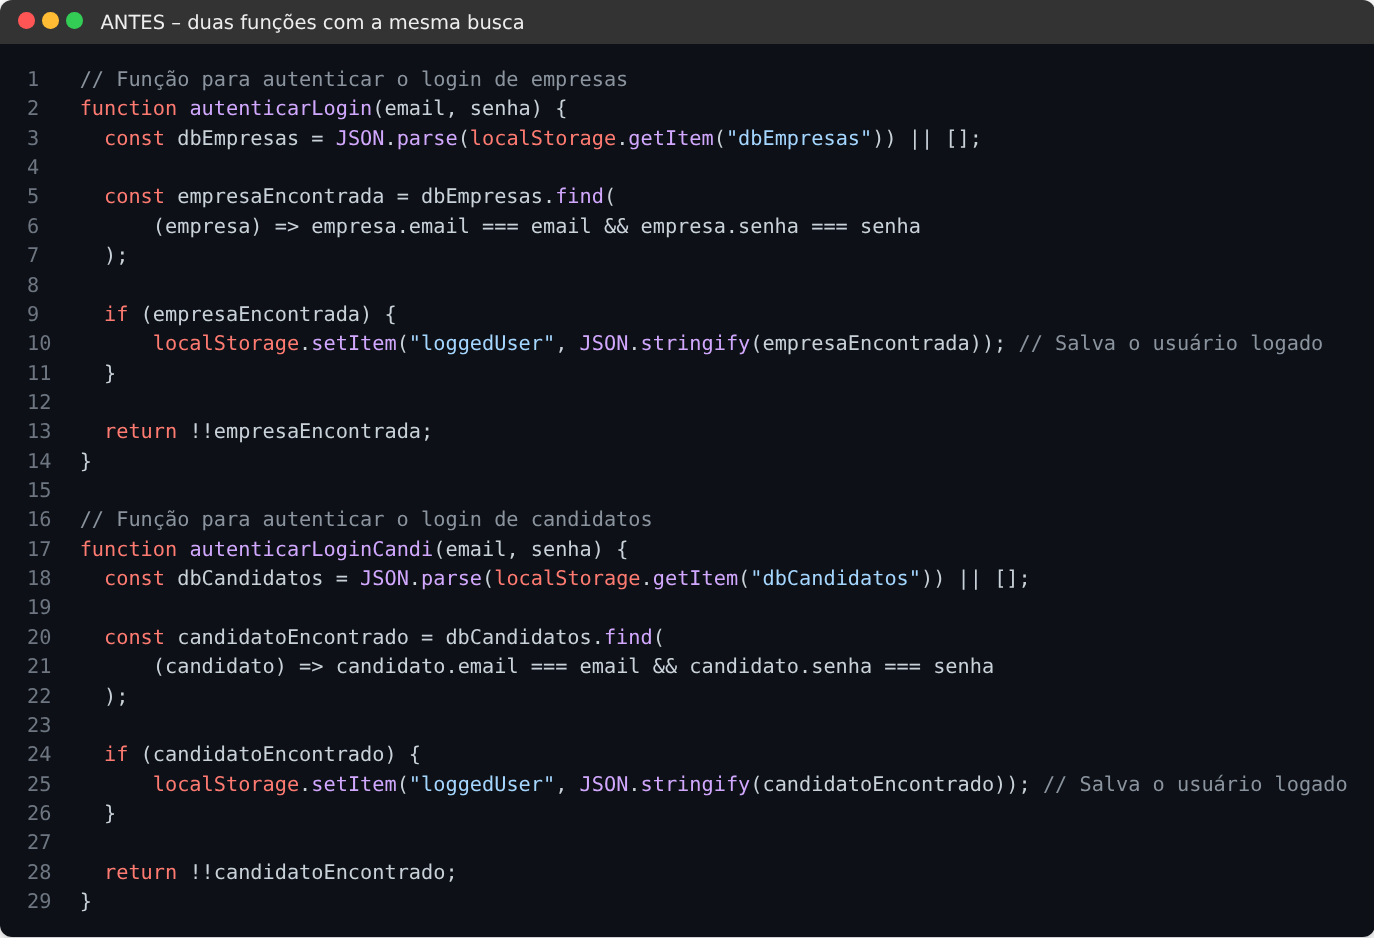 ANTES – duas funções com a mesma busca
1 // Função para autenticar o login de empresas
2 function autenticarLogin(email, senha) {
3   const dbEmpresas = JSON.parse(localStorage.getItem("dbEmpresas")) || [];
4
5   const empresaEncontrada = dbEmpresas.find(
6       (empresa) => empresa.email === email && empresa.senha === senha
7   );
8
9   if (empresaEncontrada) {
10       localStorage.setItem("loggedUser", JSON.stringify(empresaEncontrada)); // Salva o usuário logado
11   }
12
13   return !!empresaEncontrada;
14 }
15
16 // Função para autenticar o login de candidatos
17 function autenticarLoginCandi(email, senha) {
18   const dbCandidatos = JSON.parse(localStorage.getItem("dbCandidatos")) || [];
19
20   const candidatoEncontrado = dbCandidatos.find(
21       (candidato) => candidato.email === email && candidato.senha === senha
22   );
23
24   if (candidatoEncontrado) {
25       localStorage.setItem("loggedUser", JSON.stringify(candidatoEncontrado)); // Salva o usuário logado
26   }
27
28   return !!candidatoEncontrado;
29 }